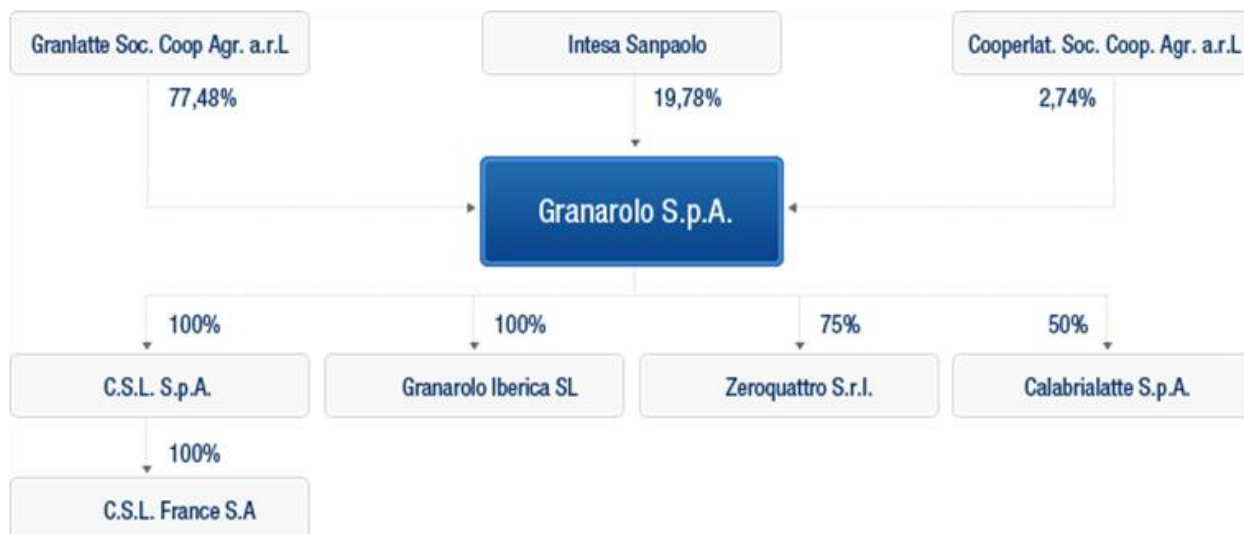 Granlatte Soc. Coop Agr. a.r.L
Intesa Sanpaolo
Cooperlat. Soc. Coop. Agr. a.r.L
77,48%
19,78%
2,74%
Granarolo S.p.A.
100%
100%
75%
50%
C.S.L. S.p.A.
Granarolo Iberica SL
Zeroquattro S.r.l.
Calabrialatte S.p.A.
100%
C.S.L. France S.A